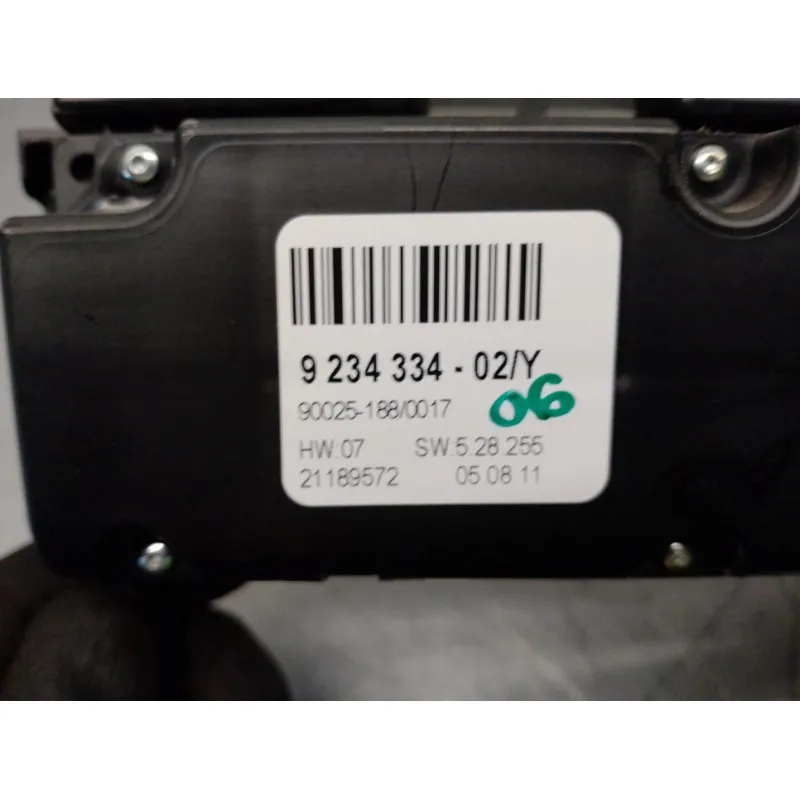 9 234 334 - 02/Y
90025-188/0017 06
HW:07 SW:5.28 255
21189572 05 08 11